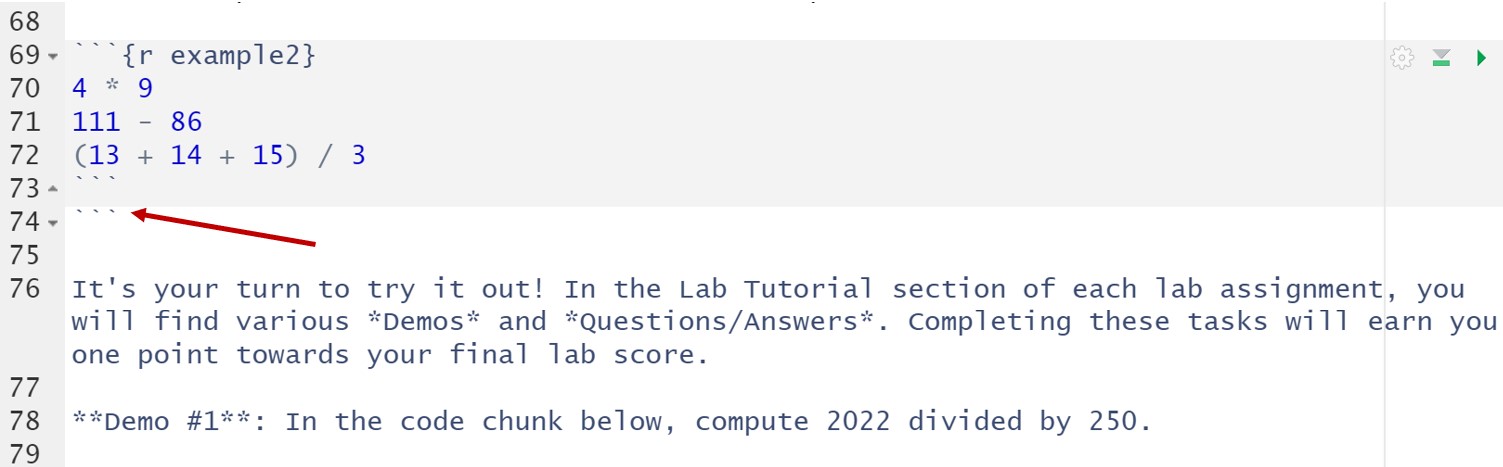 68
69 ```{r example2}
70 4 * 9
71 111 - 86
72 (13 + 14 + 15) / 3
73 ```
74 ```
75
76 It's your turn to try it out! In the Lab Tutorial section of each lab assignment, you
will find various *Demos* and *Questions/Answers*. Completing these tasks will earn you
one point towards your final lab score.
77
78 **Demo #1**: In the code chunk below, compute 2022 divided by 250.
79